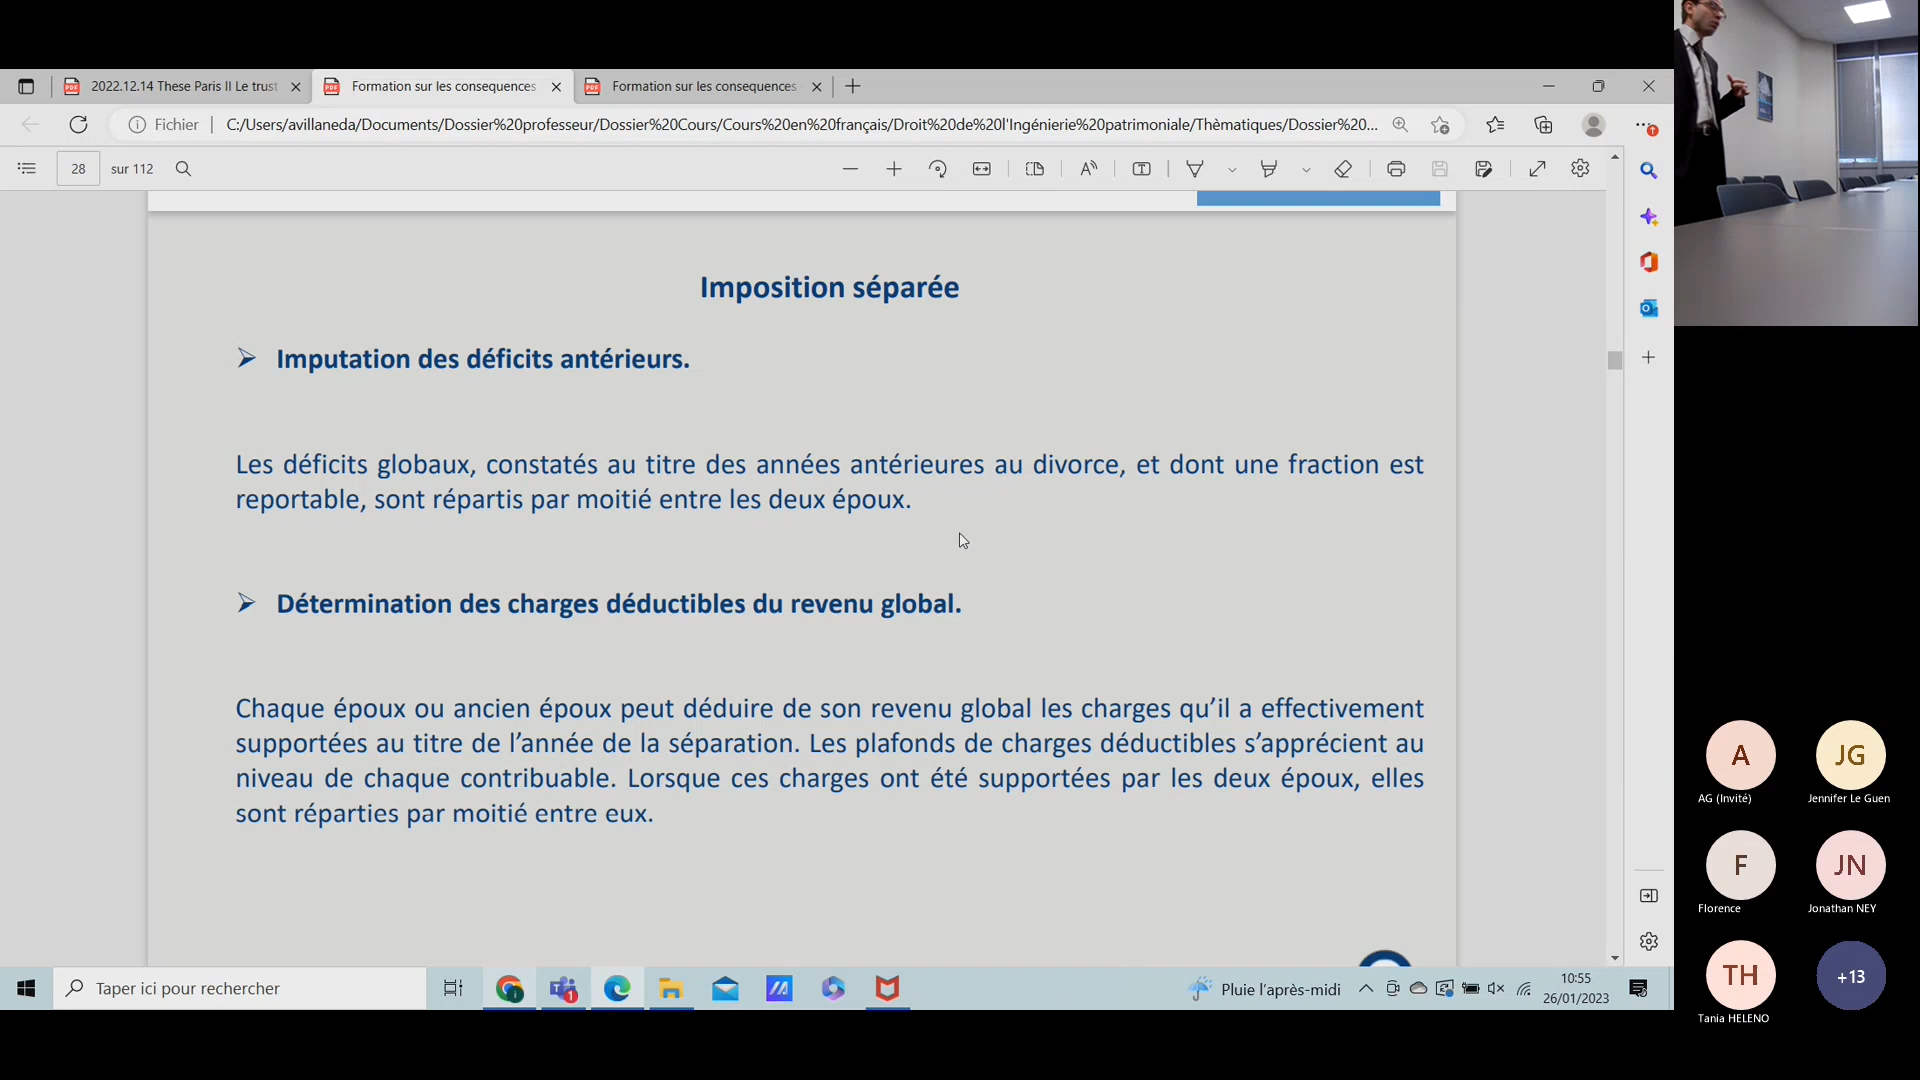 2022.12.14 These Paris II Le trust
Formation sur les consequences
Formation sur les consequences
Fichier
C:/Users/avillaneda/Documents/Dossier%20professeur/Dossier%20Cours/Cours%20en%20français/Droit%20de%20l'Ingénierie%20patrimoniale/Thèmatiques/Dossier%20...
28
sur 112
Imposition séparée
Imputation des déficits antérieurs.
Les déficits globaux, constatés au titre des années antérieures au divorce, et dont une fraction est
reportable, sont répartis par moitié entre les deux époux.
Détermination des charges déductibles du revenu global.
Chaque époux ou ancien époux peut déduire de son revenu global les charges qu’il a effectivement
supportées au titre de l’année de la séparation. Les plafonds de charges déductibles s’apprécient au
niveau de chaque contribuable. Lorsque ces charges ont été supportées par les deux époux, elles
sont réparties par moitié entre eux.
A
AG (Invité)
JG
Jennifer Le Guen
F
Florence
JN
Jonathan NEY
TH
Tania HELENO
+13
Taper ici pour rechercher
1
Pluie l’après-midi
10:55
26/01/2023